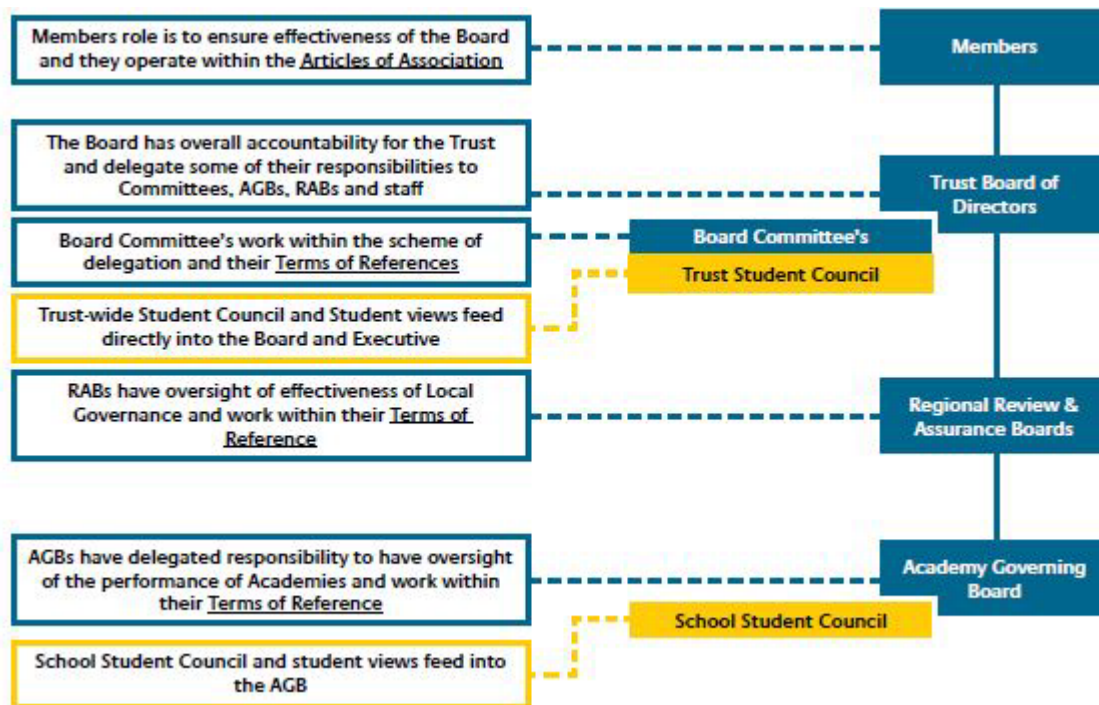 Members role is to ensure effectiveness of the Board
and they operate within the Articles of Association
Members
The Board has overall accountability for the Trust
and delegate some of their responsibilities to
Committees, AGBs, RABs and staff
Trust Board of
Directors
Board Committee's work within the scheme of
delegation and their Terms of References
Board Committee's
Trust Student Council
Trust-wide Student Council and Student views feed
directly into the Board and Executive
RABs have oversight of effectiveness of Local
Governance and work within their Terms of
Reference
Regional Review &
Assurance Boards
AGBs have delegated responsibility to have oversight
of the performance of Academies and work within
their Terms of Reference
Academy Governing
Board
School Student Council
School Student Council and student views feed into
the AGB